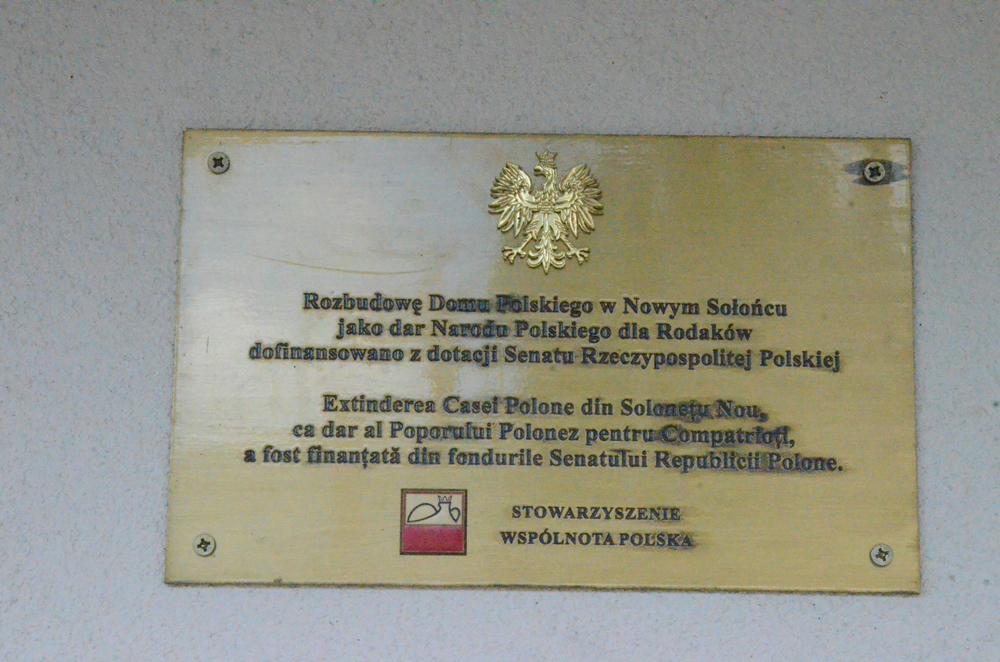 Rozbudowę Domu Polskiego w Nowym Sołońcu
jako dar Narodu Polskiego dla Rodaków
dofinansowano z dotacji Senatu Rzeczypospolitej Polskiej
Extinderea Casei Polone din Solonețu Nou,
ca dar al Poporului Polonez pentru Compatrioți,
a fost finanțată din fondurile Senatului Republicii Polone.
STOWARZYSZENIE
WSPÓLNOTA POLSKA